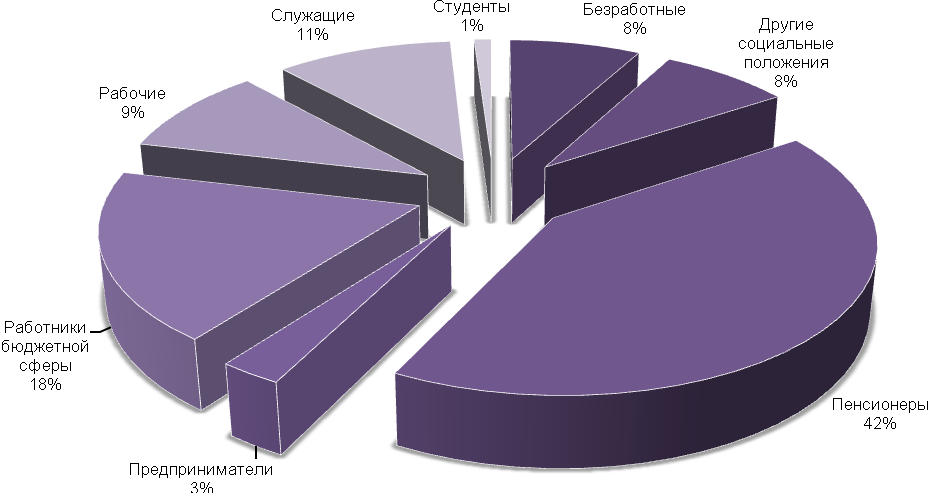 Студенты
1%
Безработные
8%
Другие
социальные
положения
8%
Пенсионеры
42%
Предприниматели
3%
Работники
бюджетной
сферы
18%
Рабочие
9%
Служащие
11%